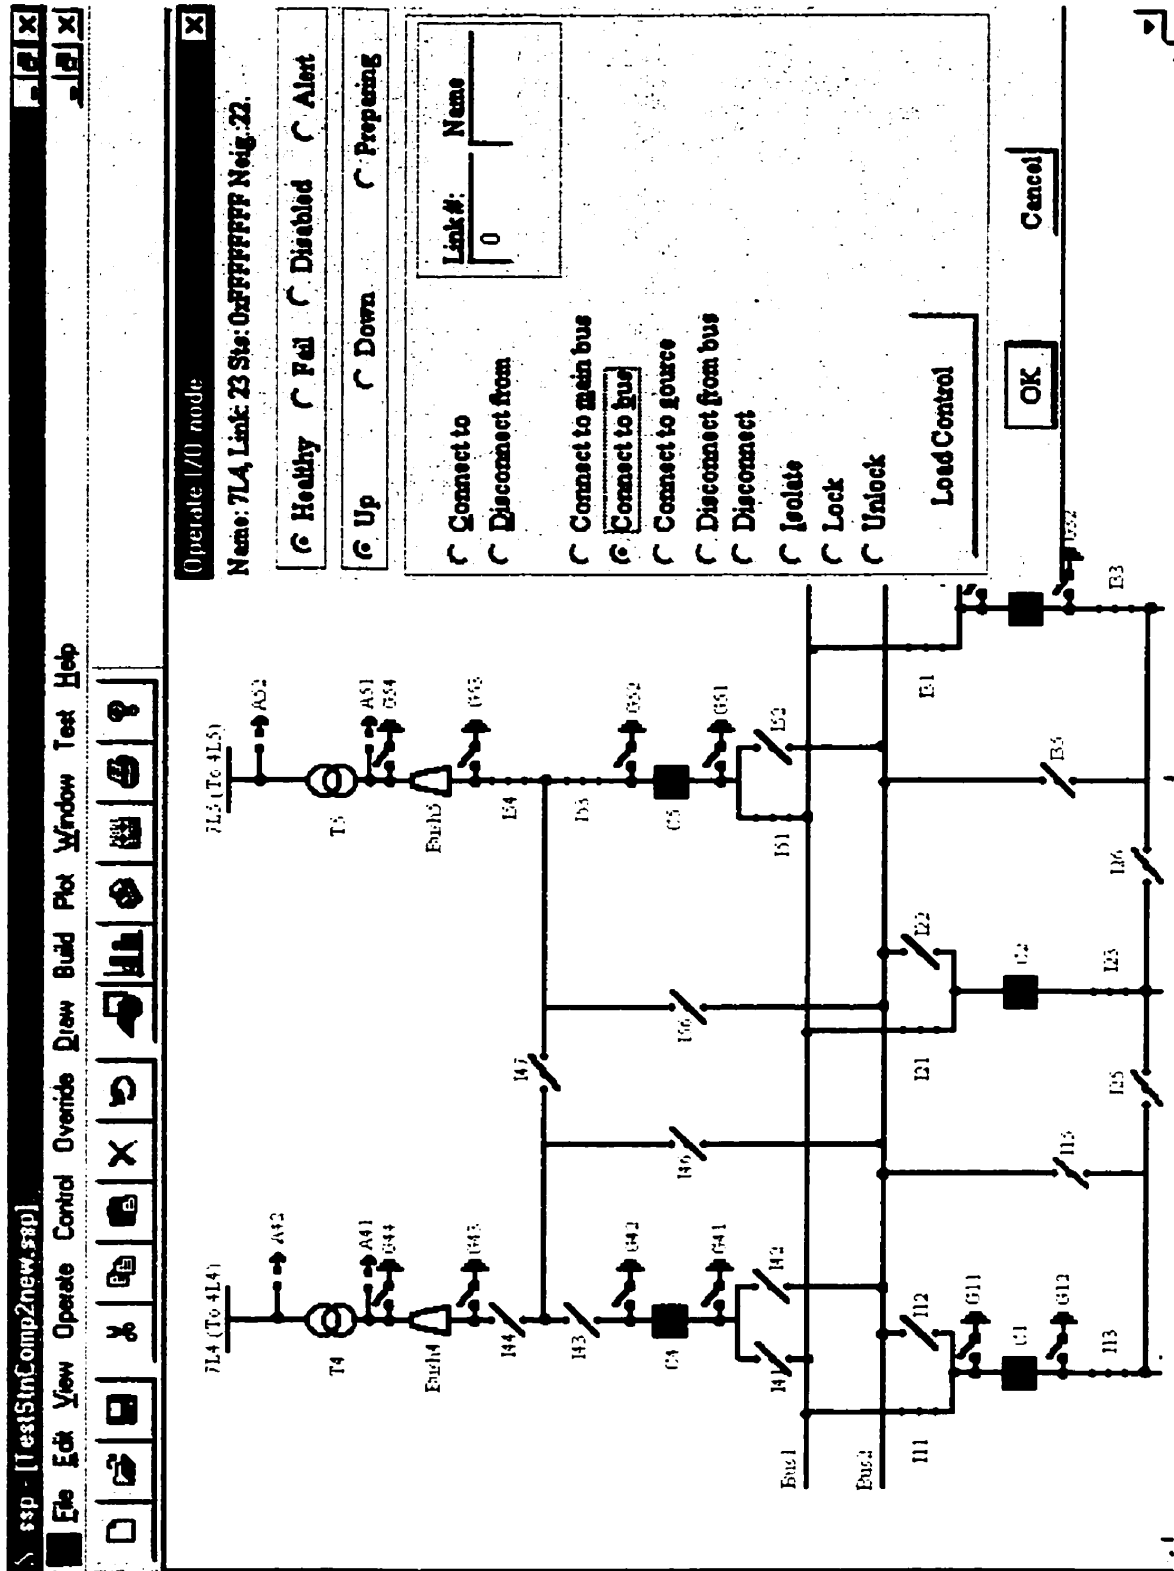 ssp - [TestStnComp2new.ssp]
File Edit View Operate Control Override Draw Build Plot Window Test Help
Operate I/O node
Name: 7L4, Link: 23 Sts: 0xFFFFFFFF Neig.:22.
Healthy Fail Disabled Alert
Up Down Preparing
Connect to
Disconnect from
Link #: Name
0
Connect to main bus
Connect to bus
Connect to source
Disconnect from bus
Disconnect
Isolate
Lock
Unlock
Load Control
OK Cancel
7L4 (To 4L4) 7L5 (To 4L5)
A42 A52
T4 T5
A41 A51
G44 G54
Bush4 Bush5
G43 G53
I44 I47 I54
I43 I53
G42 G52
C4 I46 I56 C5
G41 G51
I41 I42 I51 I52
Bus1
Bus2
I11 I12 I21 I22 I31
G11
C1 I15 C2 I35
G12 G32
I13 I25 I23 I26 I33